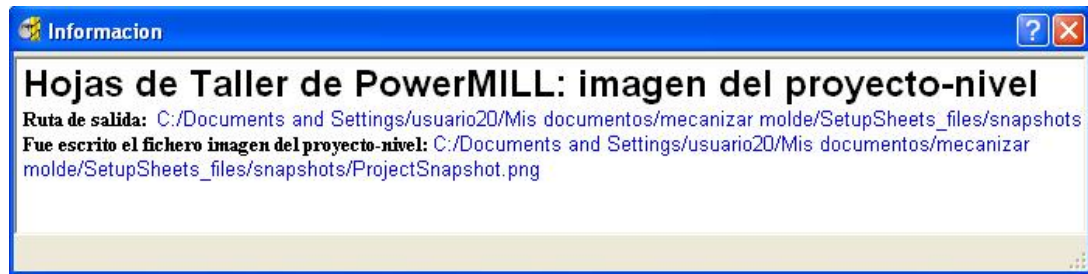 Informacion
Hojas de Taller de PowerMILL: imagen del proyecto-nivel
Ruta de salida: C:/Documents and Settings/usuario20/Mis documentos/mecanizar molde/SetupSheets_files/snapshots
Fue escrito el fichero imagen del proyecto-nivel: C:/Documents and Settings/usuario20/Mis documentos/mecanizar
molde/SetupSheets_files/snapshots/ProjectSnapshot.png